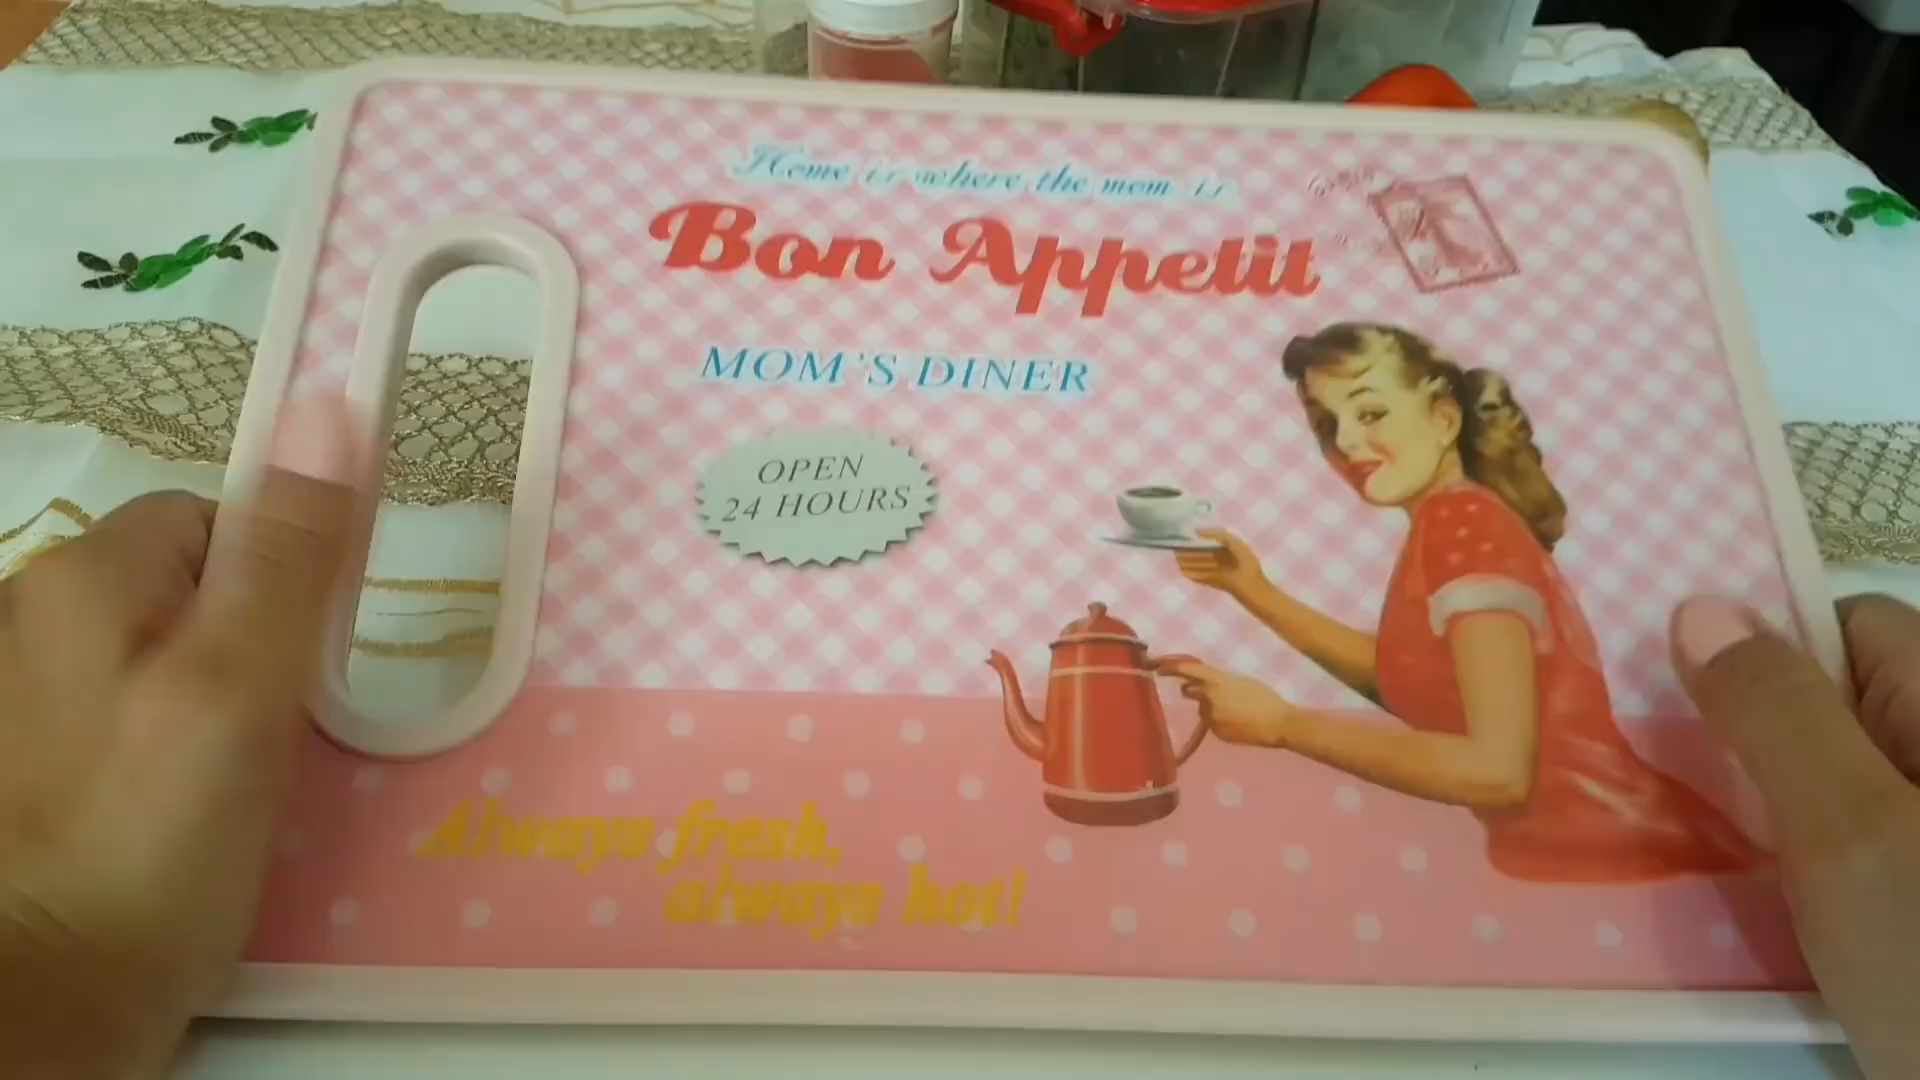 Home is where the mom is
Bon Appetit
MOM'S DINER
OPEN
24 HOURS
Always fresh,
always hot!